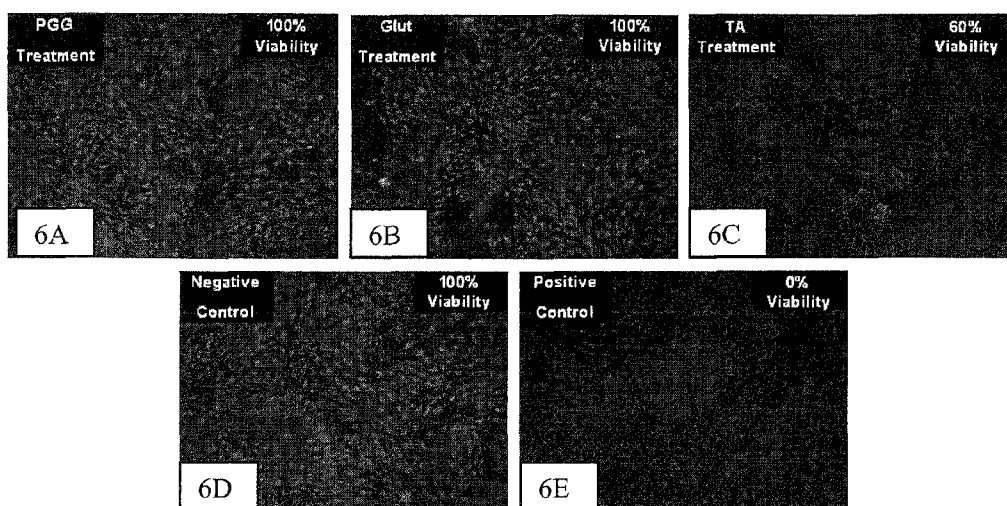 PGG
Treatment
100%
Viability
6A
Glut
Treatment
100%
Viability
6B
TA
Treatment
60%
Viability
6C
Negative
Control
100%
Viability
6D
Positive
Control
0%
Viability
6E